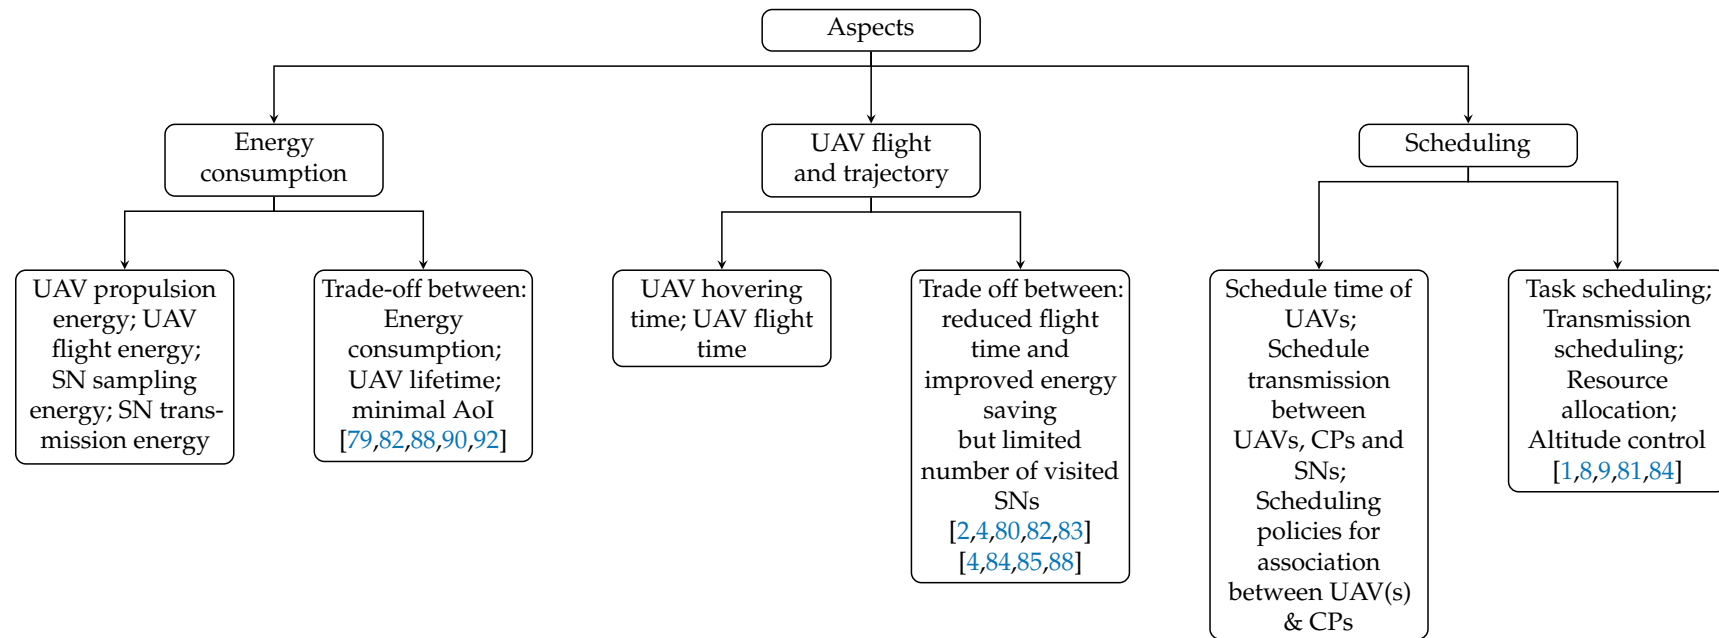 Aspects
Energy
consumption
UAV flight
and trajectory
Scheduling
UAV propulsion
energy; UAV
flight energy;
SN sampling
energy; SN trans-
mission energy
Trade-off between:
Energy
consumption;
UAV lifetime;
minimal AoI
[79,82,88,90,92]
UAV hovering
time; UAV flight
time
Trade off between:
reduced flight
time and
improved energy
saving
but limited
number of visited
SNs
[2,4,80,82,83]
[4,84,85,88]
Schedule time of
UAVs;
Schedule
transmission
between
UAVs, CPs and
SNs;
Scheduling
policies for
association
between UAV(s)
& CPs
Task scheduling;
Transmission
scheduling;
Resource
allocation;
Altitude control
[1,8,9,81,84]